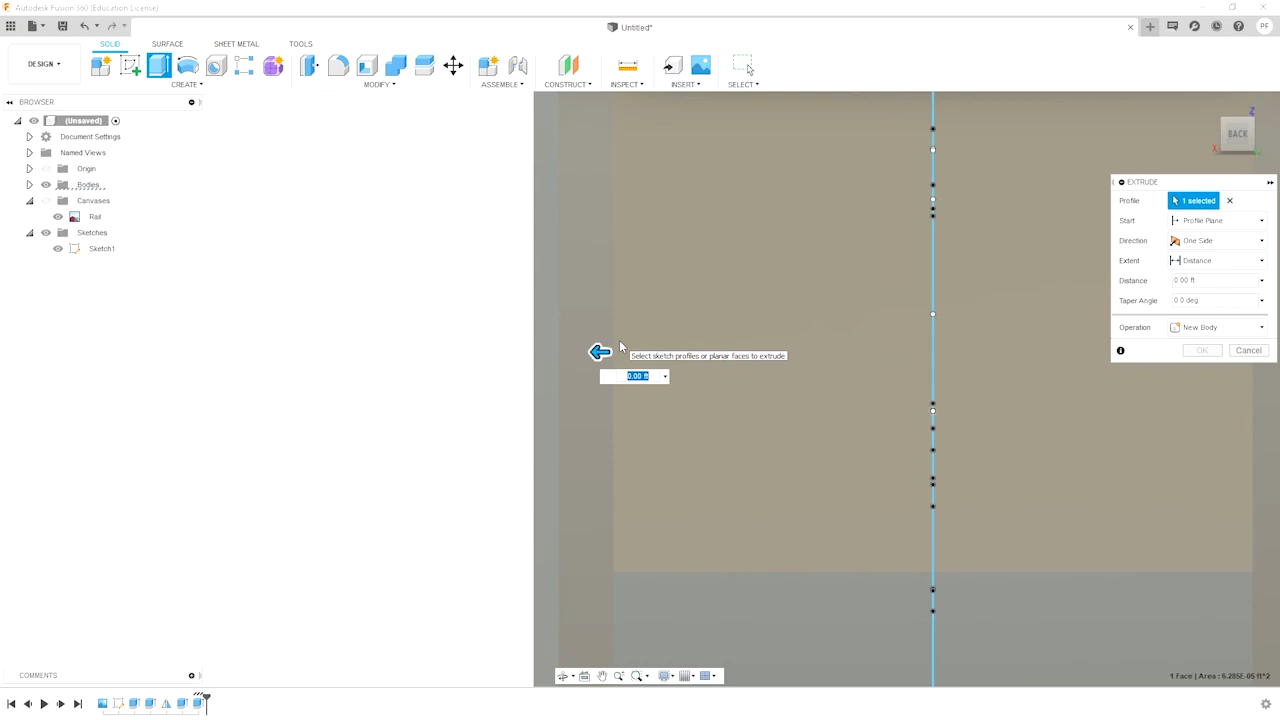 Autodesk Fusion 360 (Education License)
Untitled*
PF
DESIGN
SOLID
SURFACE
SHEET METAL
TOOLS
CREATE
MODIFY
ASSEMBLE
CONSTRUCT
INSPECT
INSERT
SELECT
BROWSER
(Unsaved)
Document Settings
Named Views
Origin
Bodies
Canvases
Rail
Sketches
Sketch1
Z
BACK
X
EXTRUDE
Profile 1 selected
Start Profile Plane
Direction One Side
Extent Distance
Distance 0.00 ft
Taper Angle 0.0 deg
Operation New Body
OK Cancel
Select sketch profiles or planar faces to extrude
0.00 ft
COMMENTS
1 Face | Area : 6.285E-05 ft^2